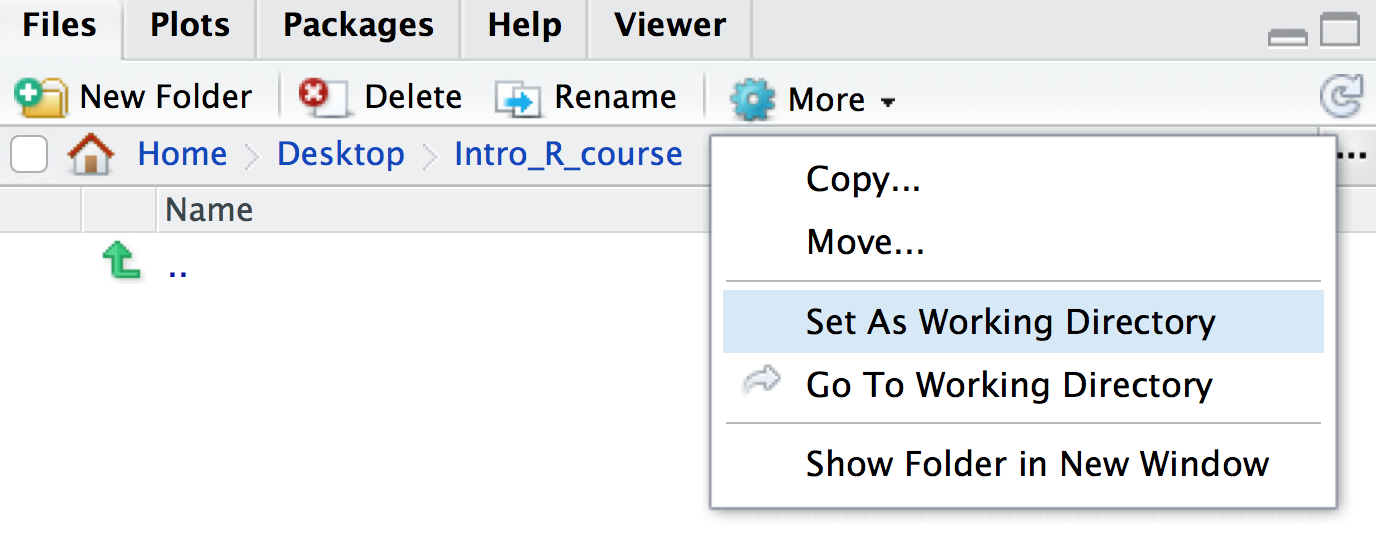 Files Plots Packages Help Viewer
New Folder Delete Rename More
Home Desktop Intro_R_course ...
Name
..
Copy...
Move...
Set As Working Directory
Go To Working Directory
Show Folder in New Window